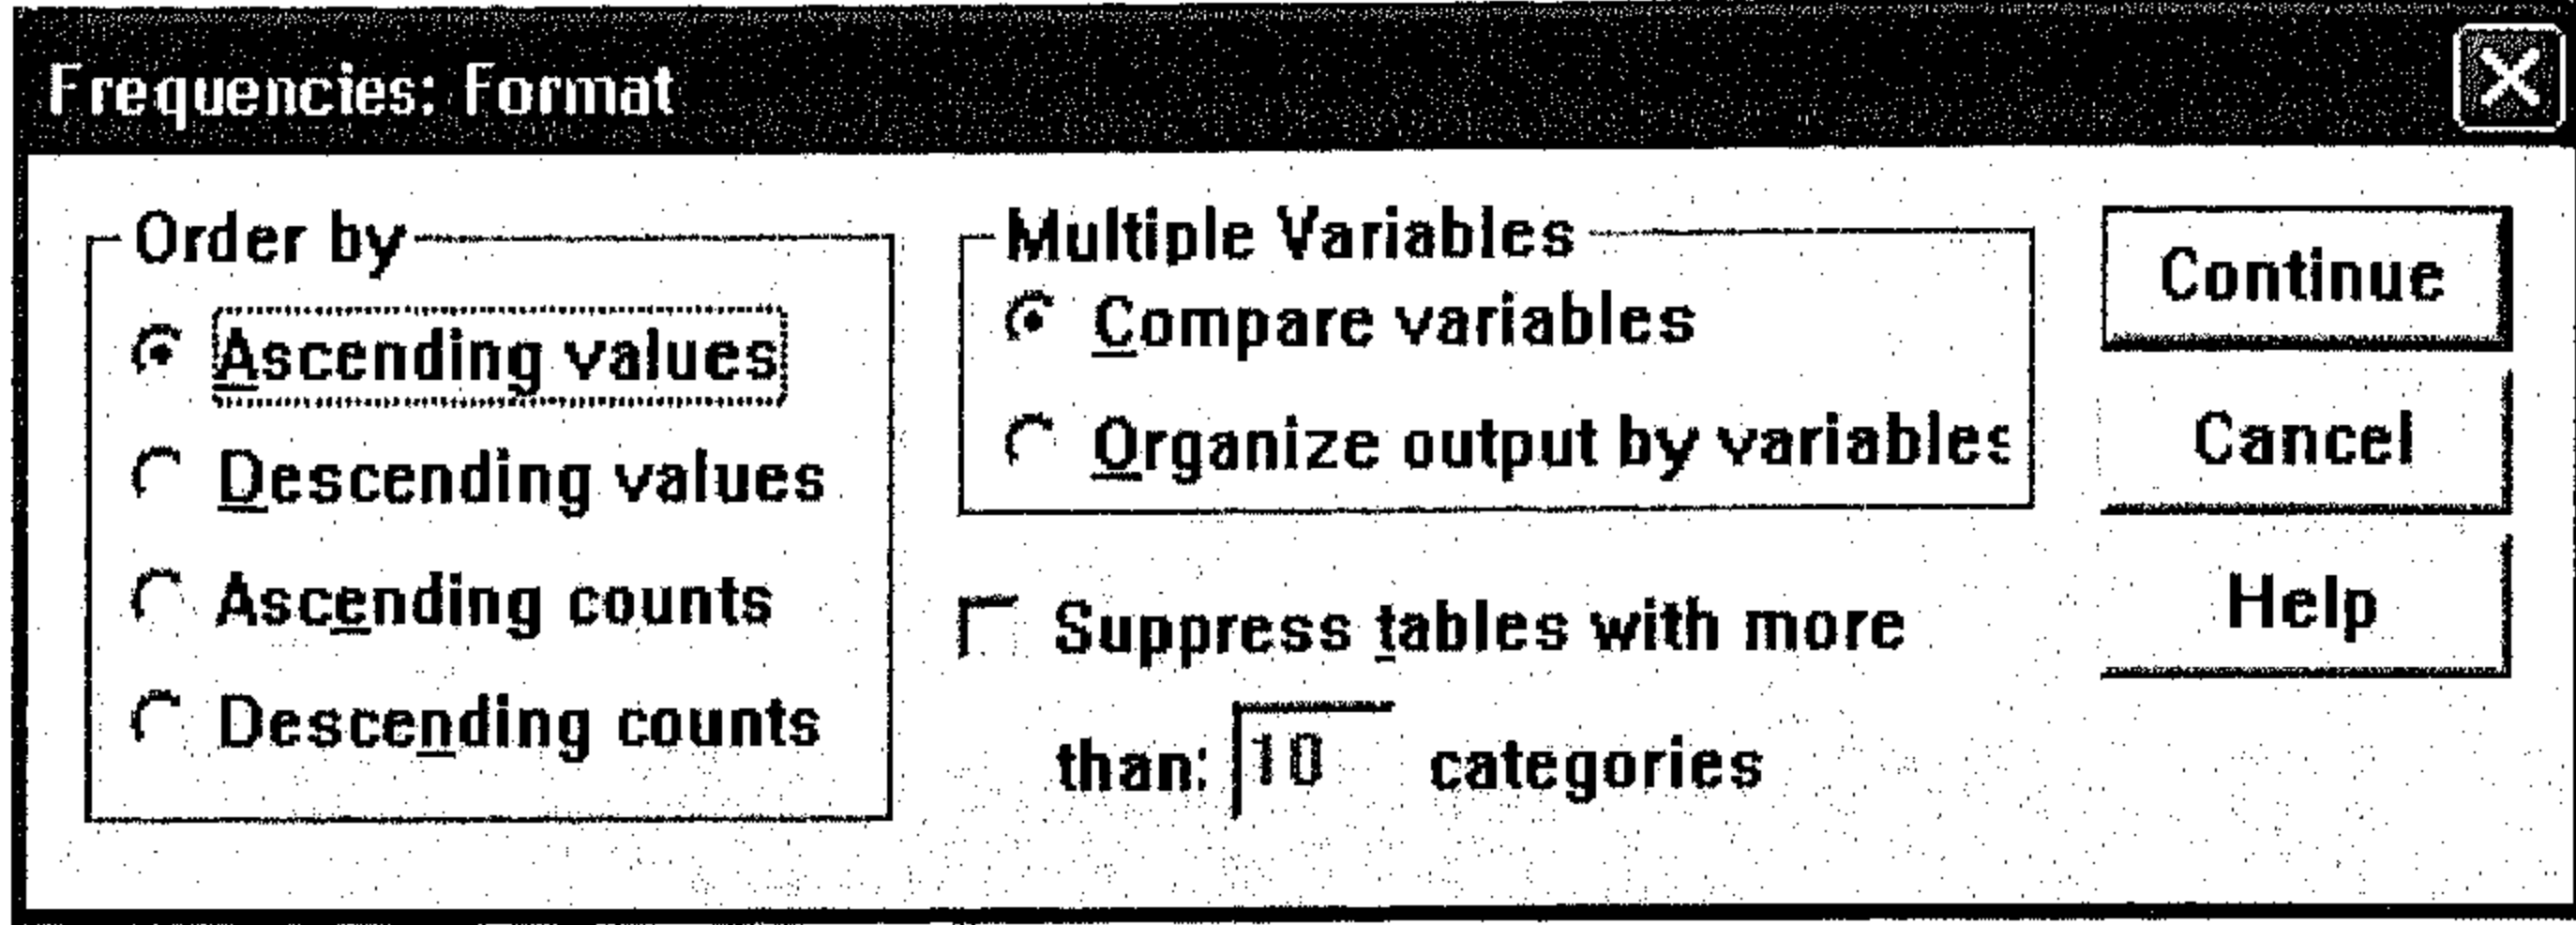 Frequencies: Format
Order by
Ascending values
Descending values
Ascending counts
Descending counts
Multiple Variables
Compare variables
Organize output by variables
Suppress tables with more
than: 10 categories
Continue
Cancel
Help